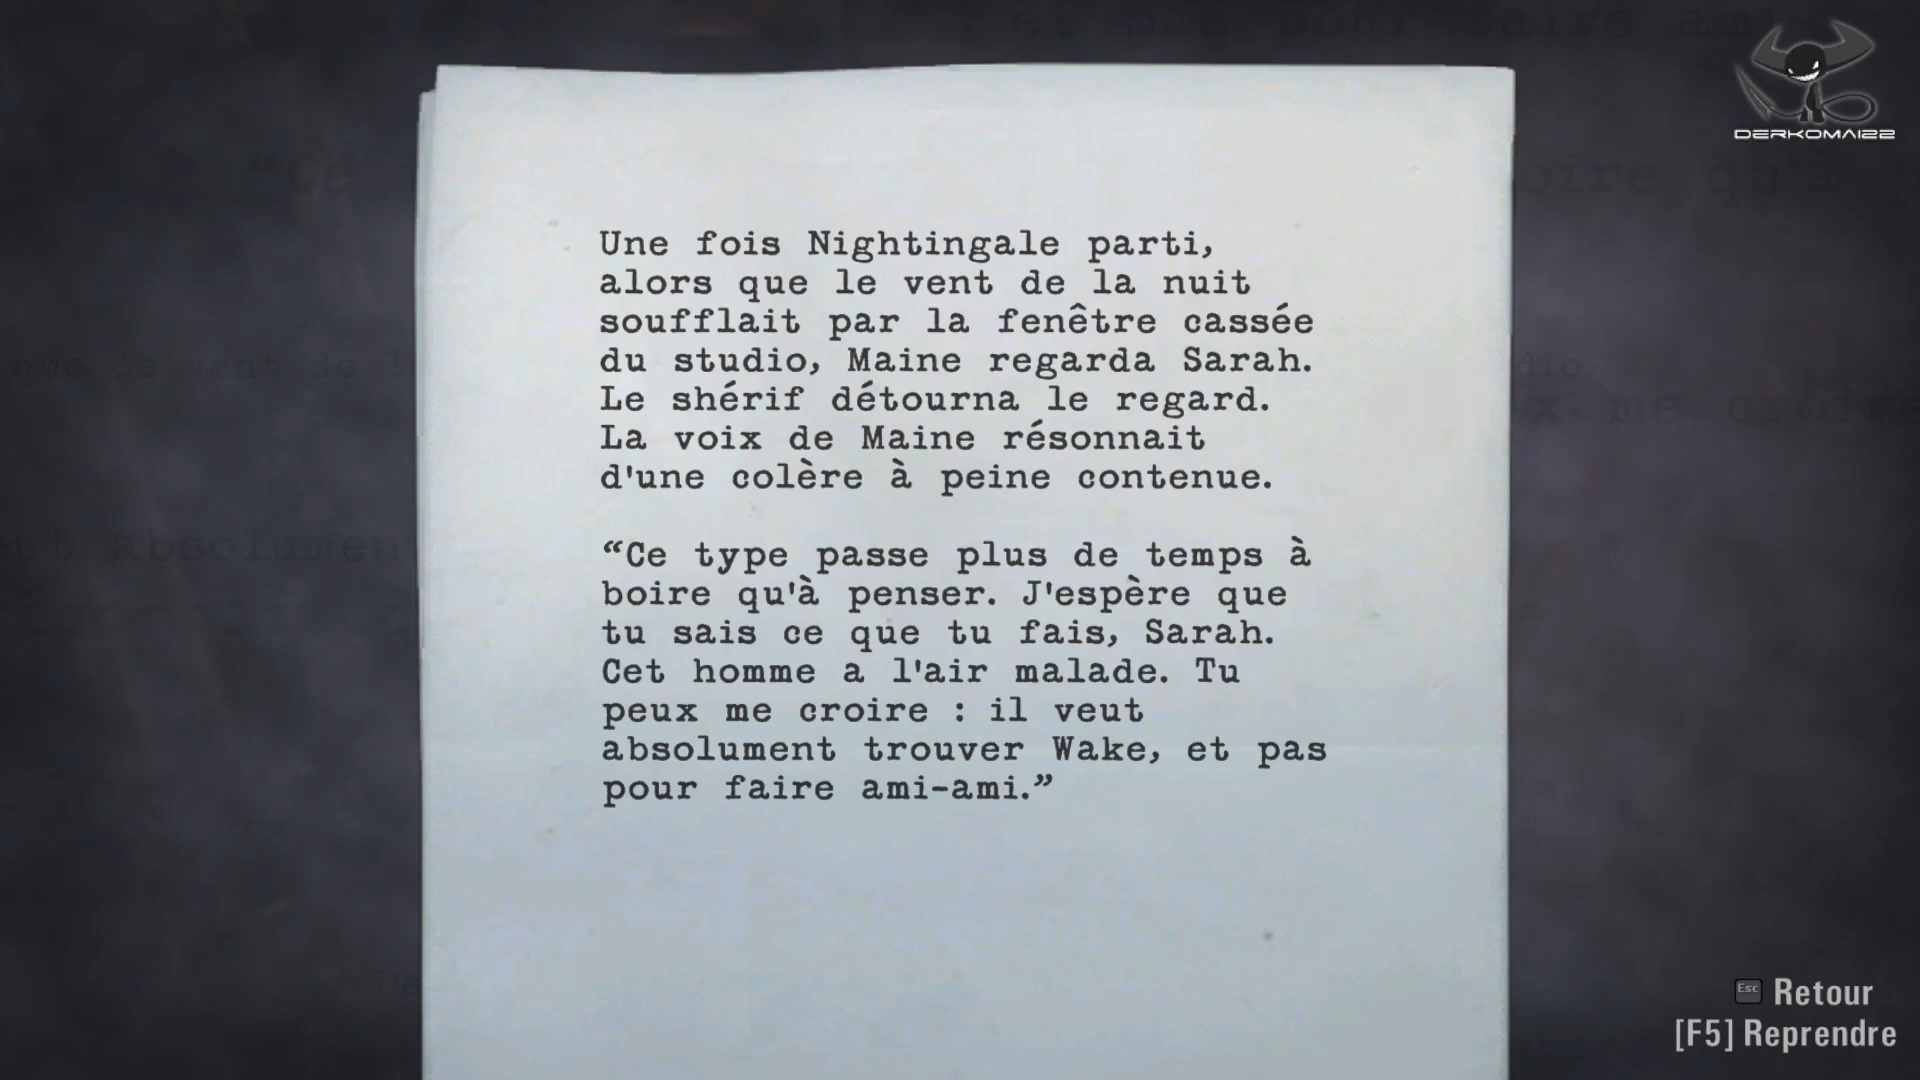 DERKOMAI22
Une fois Nightingale parti,
alors que le vent de la nuit
soufflait par la fenêtre cassée
du studio, Maine regarda Sarah.
Le shérif détourna le regard.
La voix de Maine résonnait
d'une colère à peine contenue.
“Ce type passe plus de temps à
boire qu'à penser. J'espère que
tu sais ce que tu fais, Sarah.
Cet homme a l'air malade. Tu
peux me croire : il veut
absolument trouver Wake, et pas
pour faire ami-ami.”
Esc Retour
[F5] Reprendre